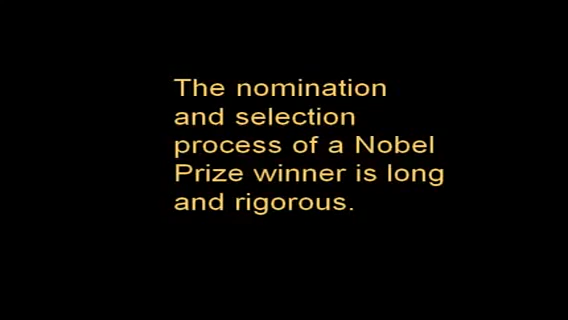 The nomination
and selection
process of a Nobel
Prize winner is long
and rigorous.